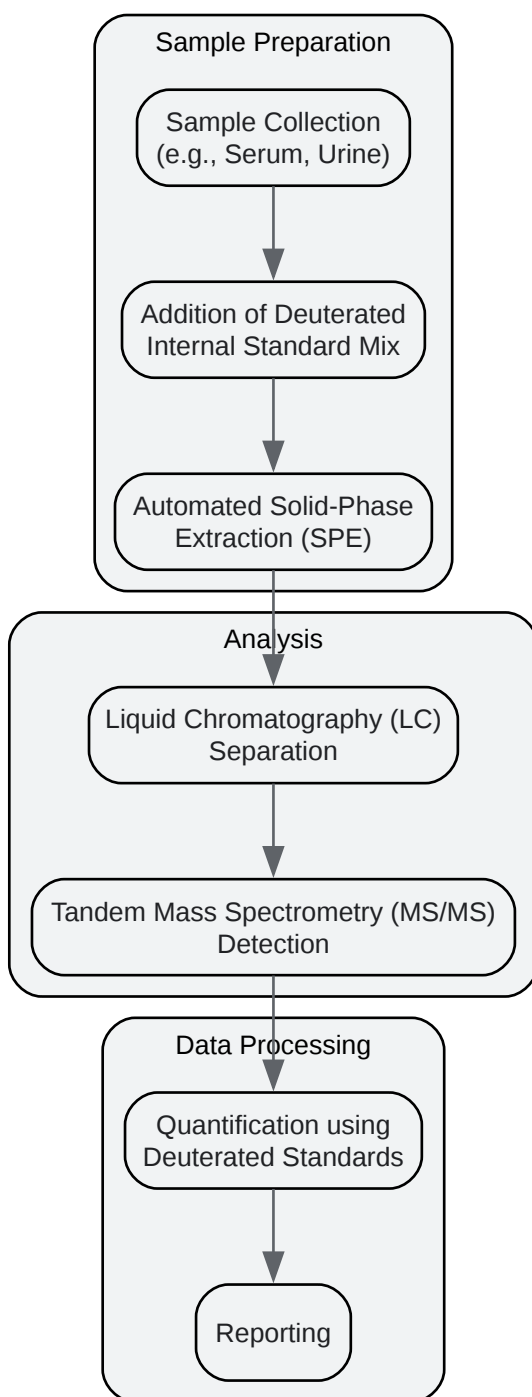 Sample Preparation
Sample Collection
(e.g., Serum, Urine)
Addition of Deuterated
Internal Standard Mix
Automated Solid-Phase
Extraction (SPE)
Analysis
Liquid Chromatography (LC)
Separation
Tandem Mass Spectrometry (MS/MS)
Detection
Data Processing
Quantification using
Deuterated Standards
Reporting